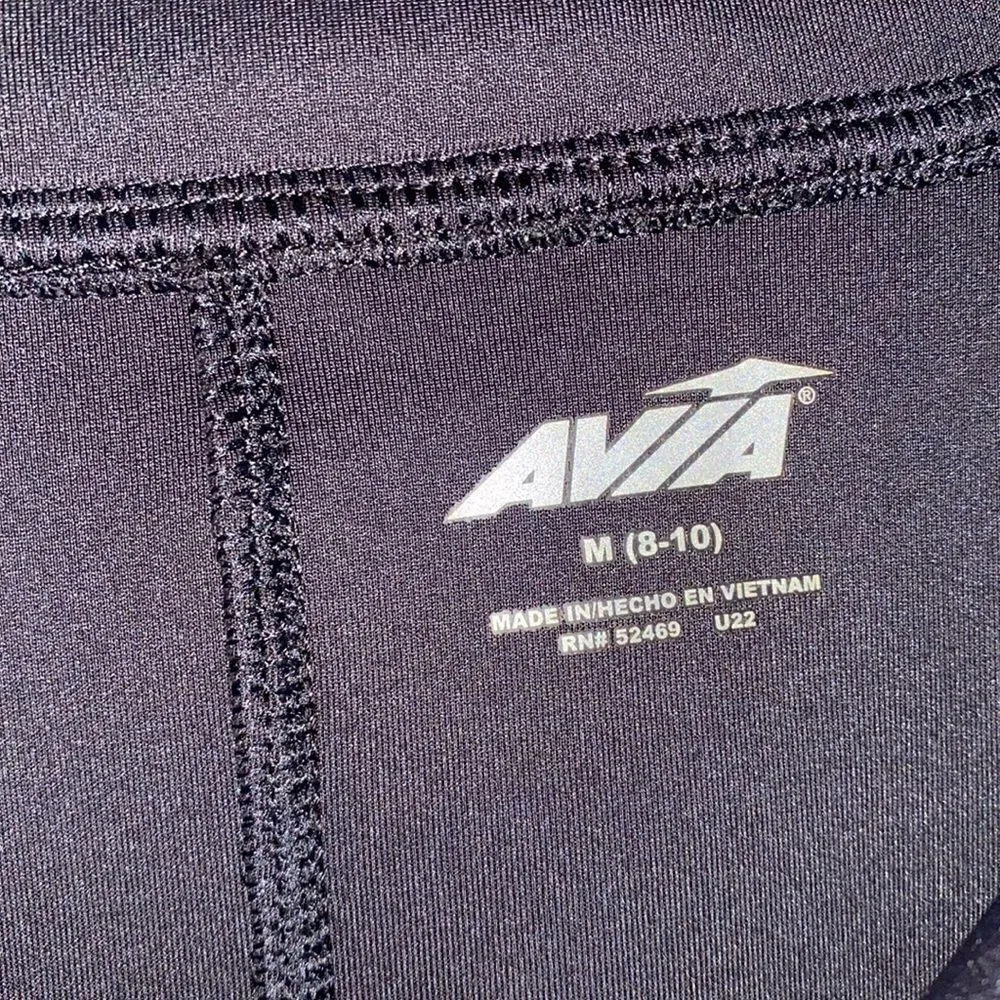 AVIA®
M (8-10)
MADE IN/HECHO EN VIETNAM
RN# 52469 U22